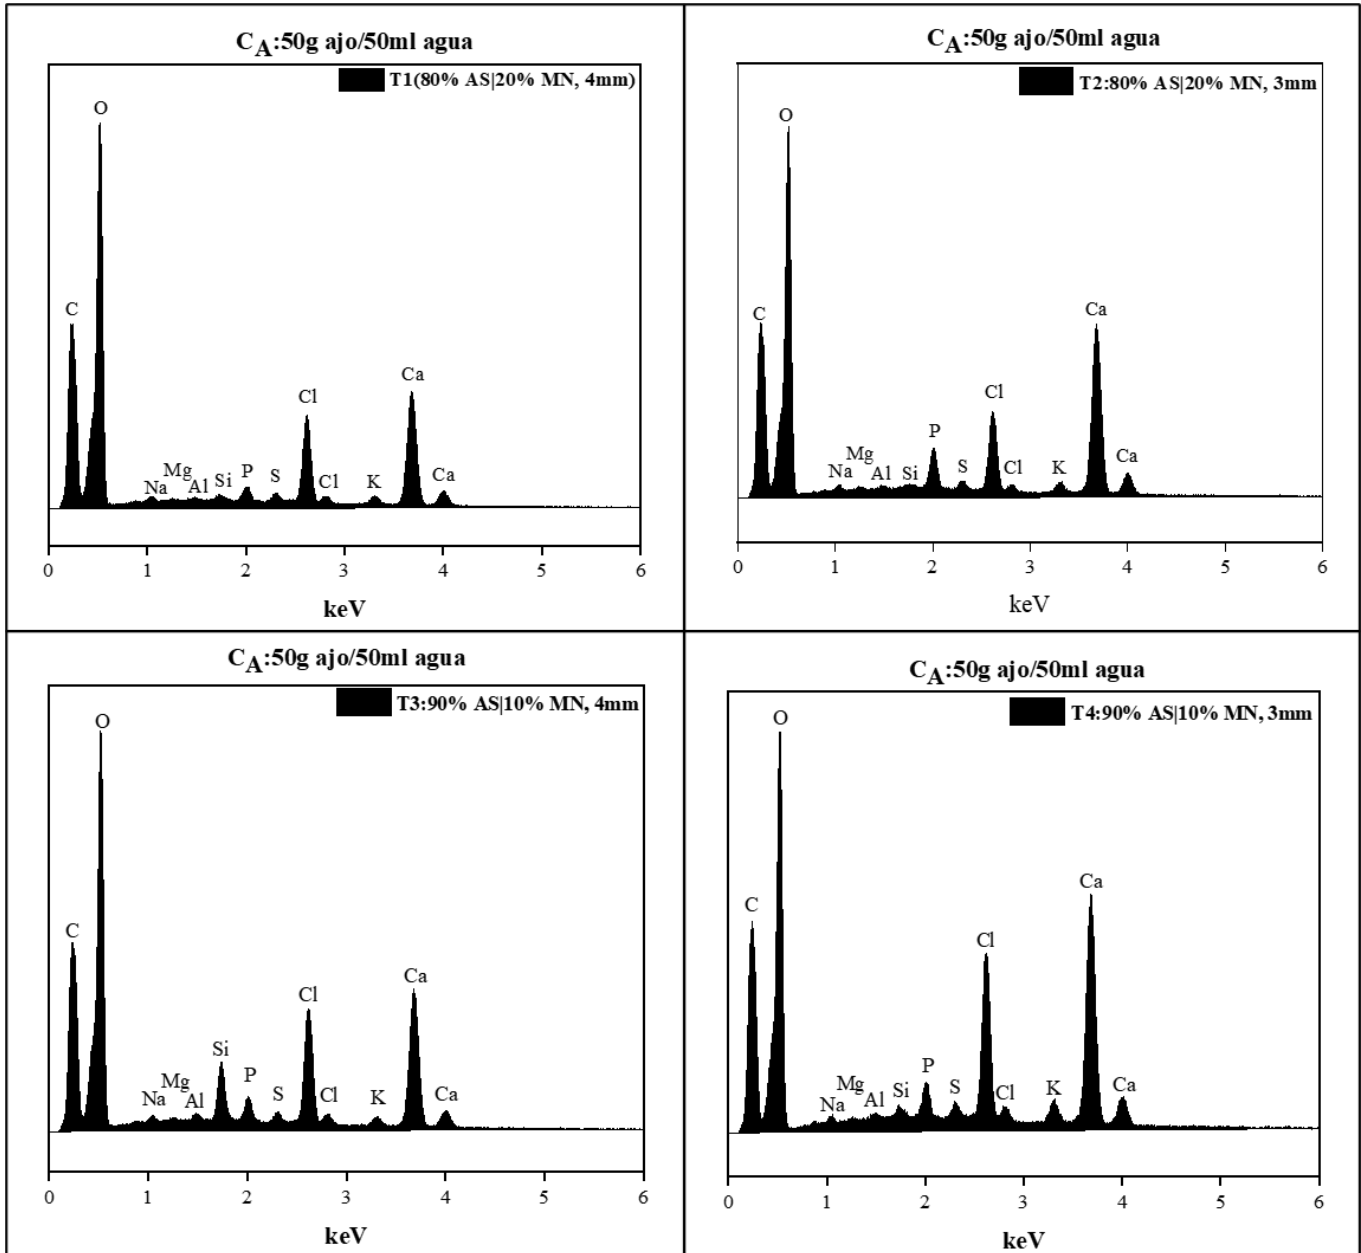 C_A:50g ajo/50ml agua
T1(80% AS|20% MN, 4mm)
O
C
Cl
Ca
Na
Mg
Al
Si
P
S
Cl
K
Ca
0 1 2 3 4 5 6
keV
C_A:50g ajo/50ml agua
T2:80% AS|20% MN, 3mm
O
C
Ca
Cl
P
Na
Mg
Al
Si
S
Cl
K
Ca
0 1 2 3 4 5 6
keV
C_A:50g ajo/50ml agua
T3:90% AS|10% MN, 4mm
O
C
Ca
Cl
Si
Na
Mg
Al
P
S
Cl
K
Ca
0 1 2 3 4 5 6
keV
C_A:50g ajo/50ml agua
T4:90% AS|10% MN, 3mm
O
C
Ca
Cl
P
Na
Mg
Al
Si
S
Cl
K
Ca
0 1 2 3 4 5 6
keV